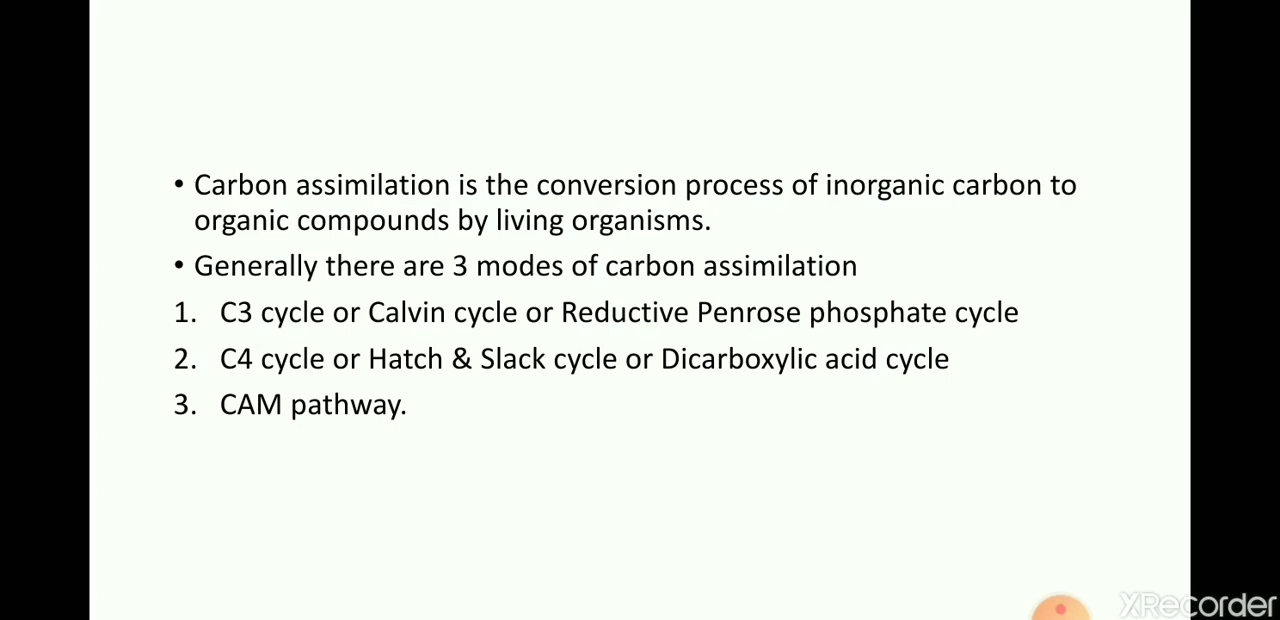 • Carbon assimilation is the conversion process of inorganic carbon to
organic compounds by living organisms.
• Generally there are 3 modes of carbon assimilation
1. C3 cycle or Calvin cycle or Reductive Penrose phosphate cycle
2. C4 cycle or Hatch & Slack cycle or Dicarboxylic acid cycle
3. CAM pathway.
XRecorder